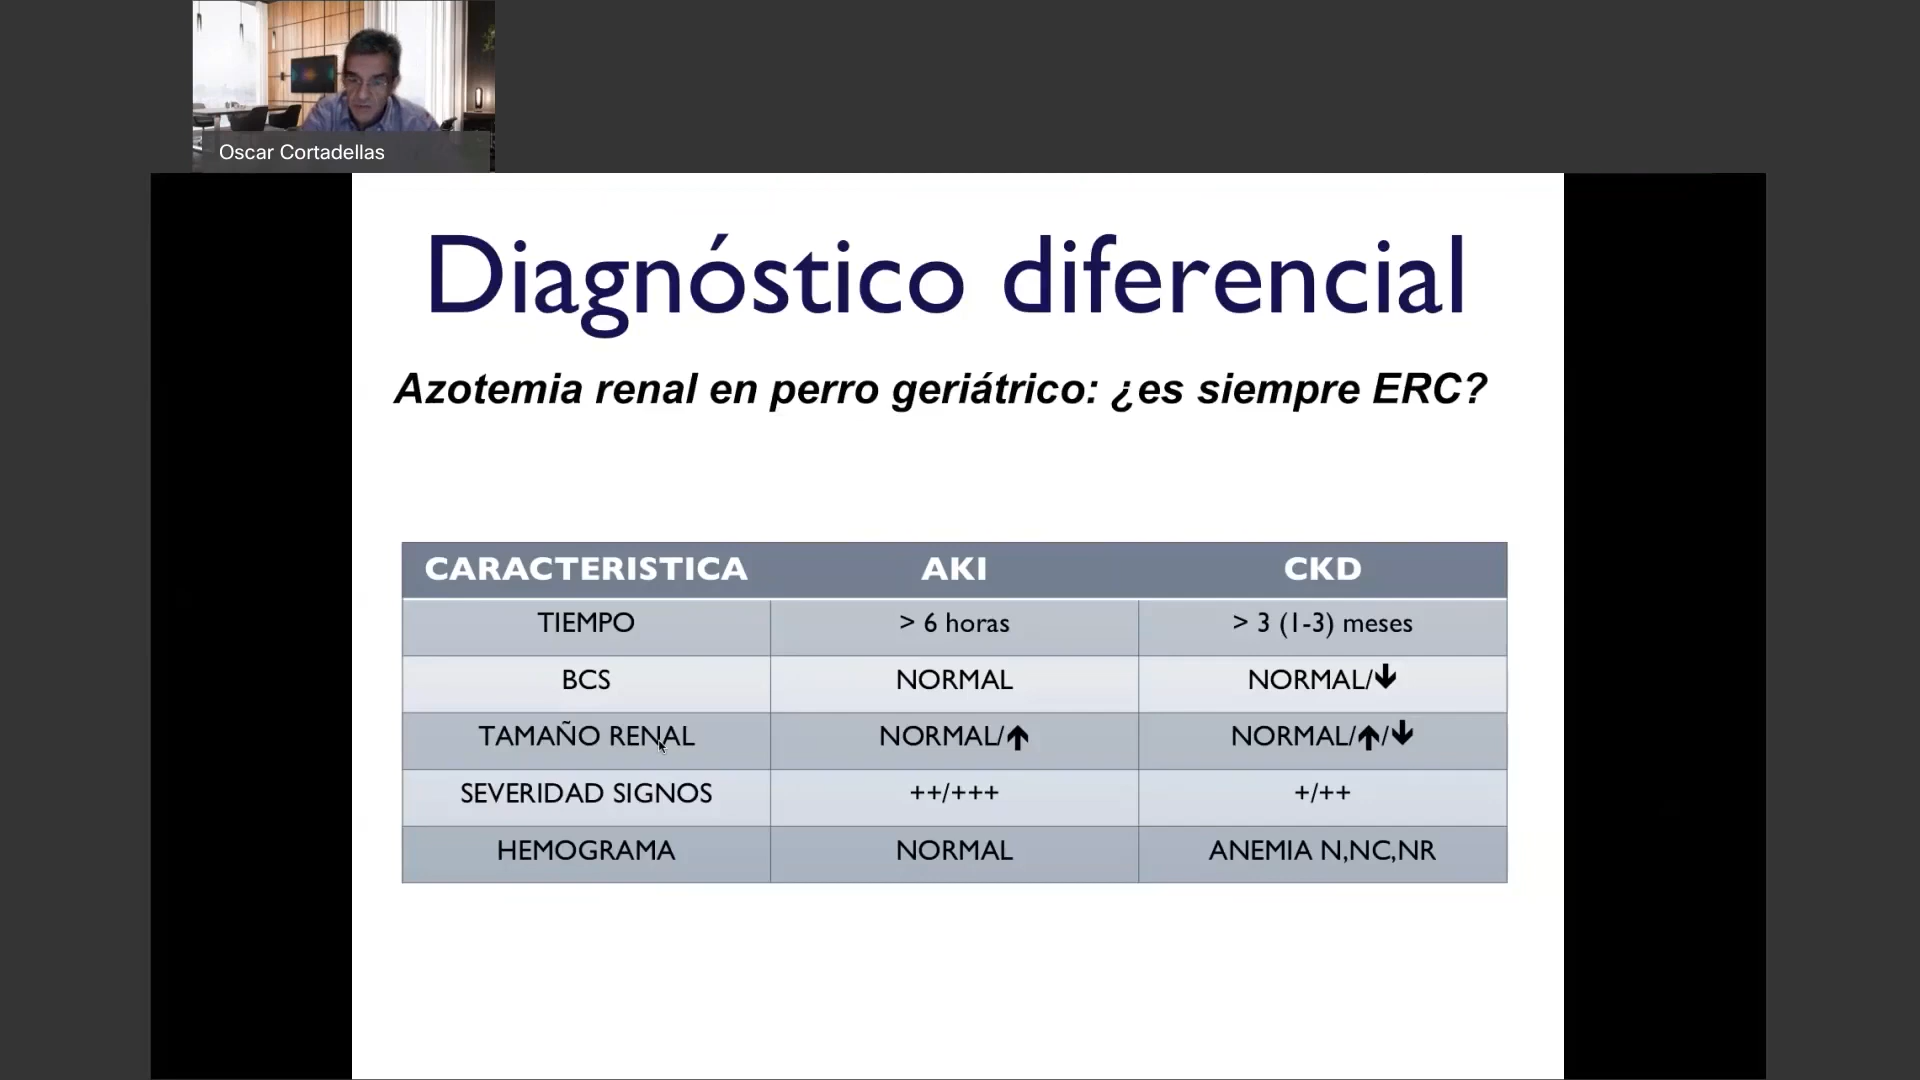 Oscar Cortadellas
Diagnóstico diferencial
Azotemia renal en perro geriátrico: ¿es siempre ERC?
CARACTERISTICA AKI CKD
TIEMPO > 6 horas > 3 (1-3) meses
BCS NORMAL NORMAL/↓
TAMAÑO RENAL NORMAL/↑ NORMAL/↑/↓
SEVERIDAD SIGNOS ++/+++ +/++
HEMOGRAMA NORMAL ANEMIA N,NC,NR